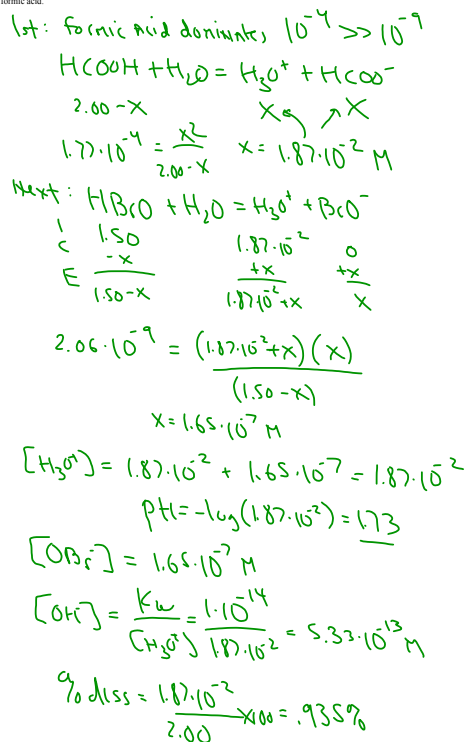 formic acid.
1st: formic acid dominates, 10⁻⁴ >> 10⁻⁹
HCOOH + H₂O = H₃O⁺ + HCOO⁻
2.00-x x x
1.77·10⁻⁴ = x²/(2.00-x) x = 1.87·10⁻² M
Next: HBrO + H₂O = H₃O⁺ + BrO⁻
I 1.50 1.87·10⁻² 0
C -x +x +x
E 1.50-x 1.87·10⁻²+x x
2.06·10⁻⁹ = (1.87·10⁻²+x)(x)/(1.50-x)
x = 1.65·10⁻⁷ M
[H₃O⁺] = 1.87·10⁻² + 1.65·10⁻⁷ = 1.87·10⁻²
pH = -log(1.87·10⁻²) = 1.73
[OBr⁻] = 1.65·10⁻⁷ M
[OH⁻] = Kw/[H₃O⁺] = 1·10⁻¹⁴/1.87·10⁻² = 5.33·10⁻¹³ M
% diss = 1.87·10⁻²/2.00 x100 = .935%